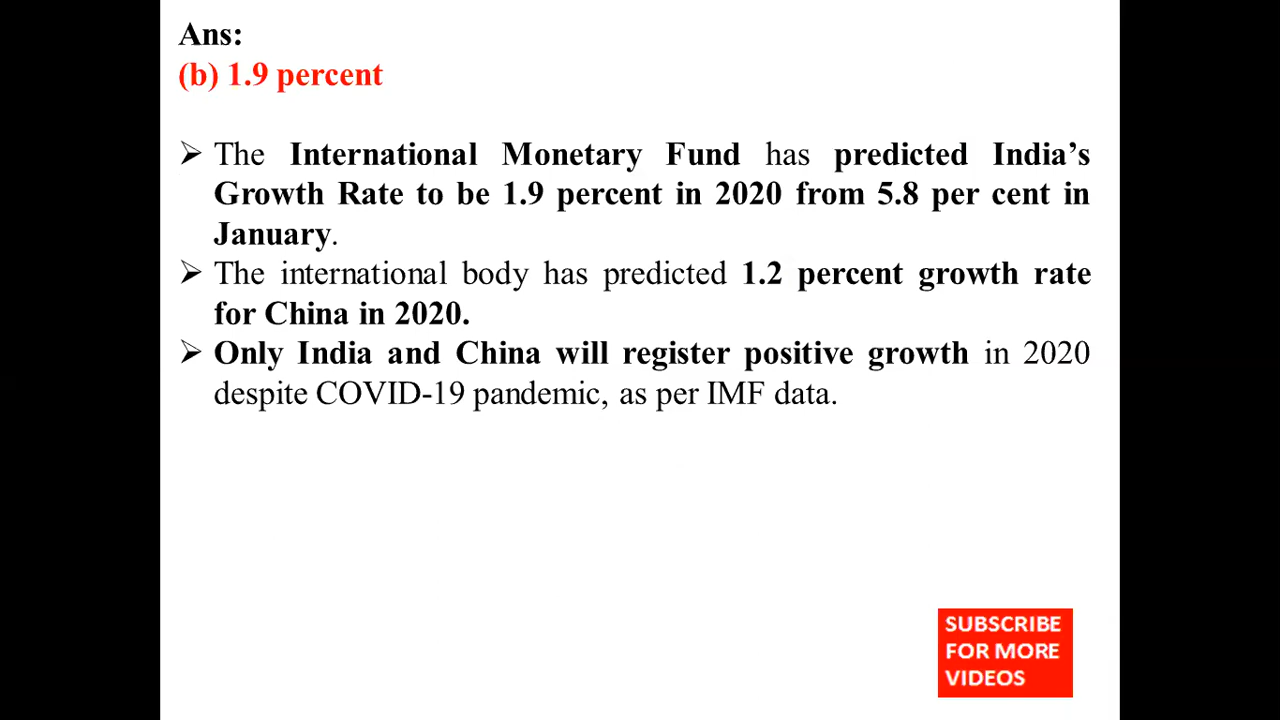 Ans:
(b) 1.9 percent
➢ The International Monetary Fund has predicted India’s
Growth Rate to be 1.9 percent in 2020 from 5.8 per cent in
January.
➢ The international body has predicted 1.2 percent growth rate
for China in 2020.
➢ Only India and China will register positive growth in 2020
despite COVID-19 pandemic, as per IMF data.
SUBSCRIBE
FOR MORE
VIDEOS